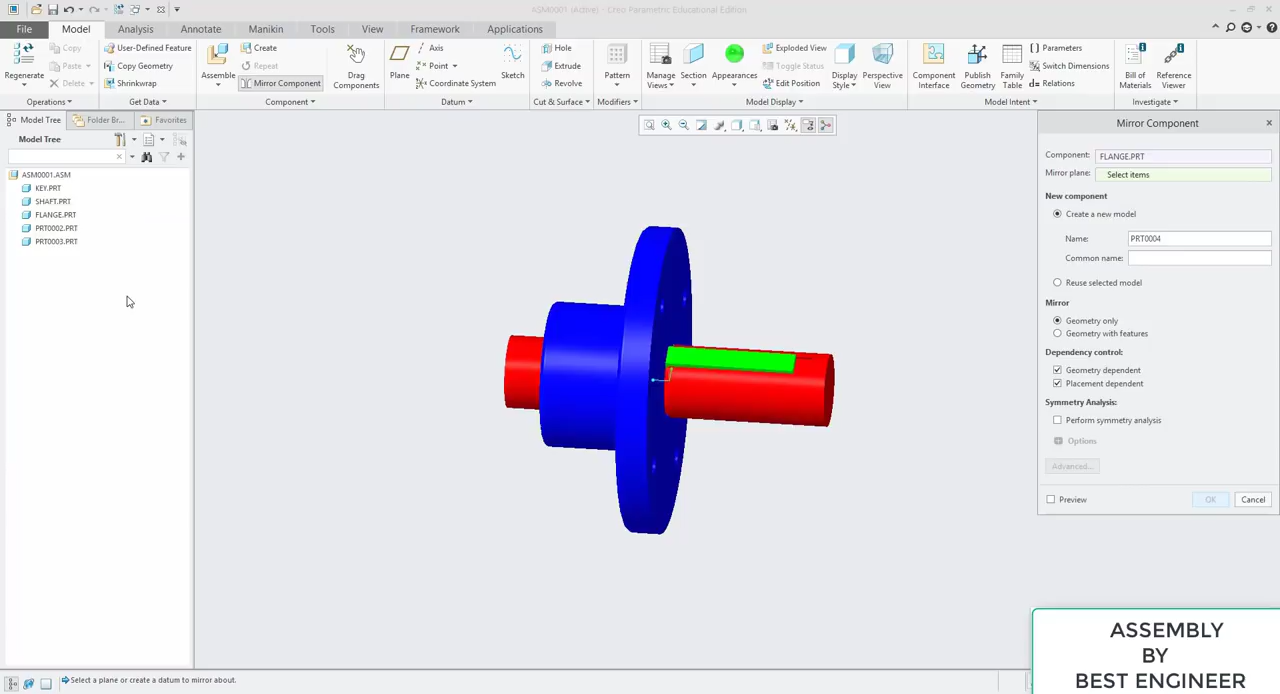 ASM0001 (Active) - Creo Parametric Educational Edition
File Model Analysis Annotate Manikin Tools View Framework Applications
Regenerate Copy Paste Delete Operations
User-Defined Feature Copy Geometry Shrinkwrap Get Data
Assemble Create Repeat Mirror Component Component
Drag Components
Plane Axis Point Coordinate System Sketch Datum
Hole Extrude Revolve Cut & Surface
Pattern Modifiers
Manage Views Section Appearances Exploded View Toggle Status Edit Position Display Style Perspective View Model Display
Component Interface Publish Geometry Family Table Parameters Switch Dimensions Relations Model Intent
Bill of Materials Reference Viewer Investigate
Model Tree Folder Br... Favorites
Model Tree
ASM0001.ASM
KEY.PRT
SHAFT.PRT
FLANGE.PRT
PRT0002.PRT
PRT0003.PRT
Mirror Component
Component: FLANGE.PRT
Mirror plane: Select items
New component
Create a new model
Name: PRT0004
Common name:
Reuse selected model
Mirror
Geometry only
Geometry with features
Dependency control:
Geometry dependent
Placement dependent
Symmetry Analysis:
Perform symmetry analysis
Options
Advanced...
Preview OK Cancel
Select a plane or create a datum to mirror about.
ASSEMBLY
BY
BEST ENGINEER